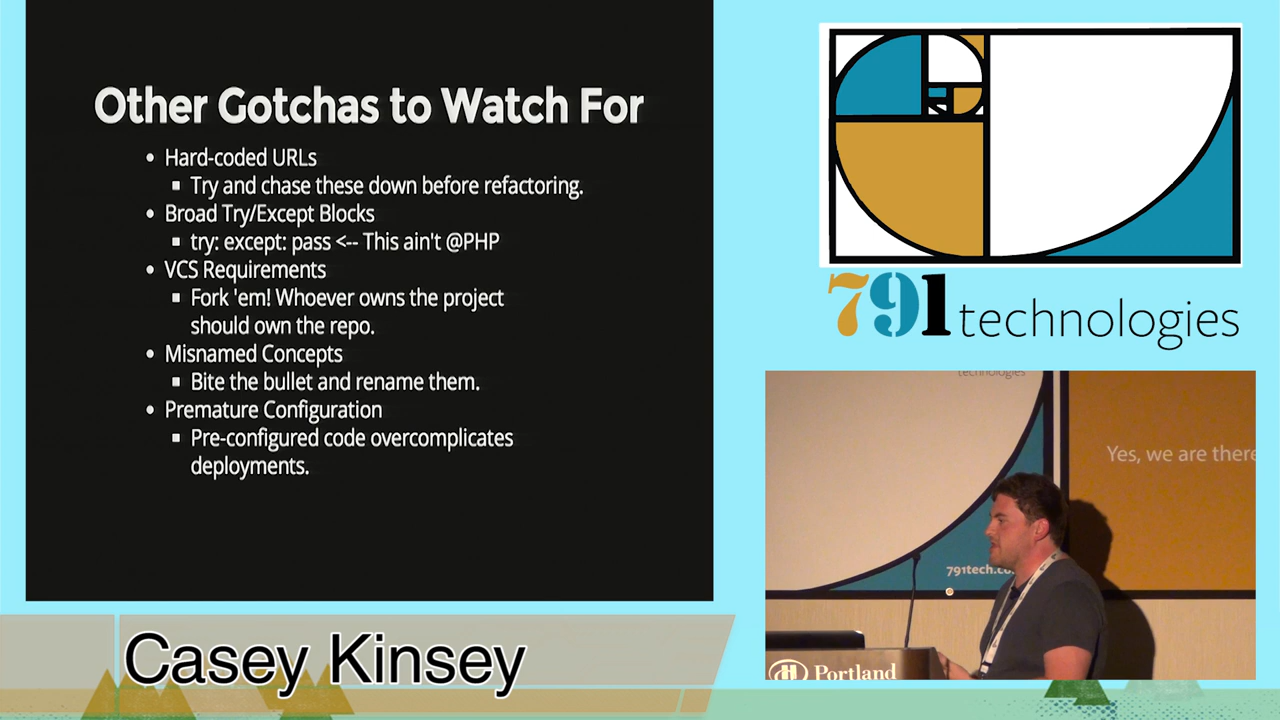 Other Gotchas to Watch For
• Hard-coded URLs
▪ Try and chase these down before refactoring.
• Broad Try/Except Blocks
▪ try: except: pass <-- This ain't @PHP
• VCS Requirements
▪ Fork 'em! Whoever owns the project
should own the repo.
• Misnamed Concepts
▪ Bite the bullet and rename them.
• Premature Configuration
▪ Pre-configured code overcomplicates
deployments.
791 technologies
technologies
Yes, we are there
791tech.co
Portland
Casey Kinsey